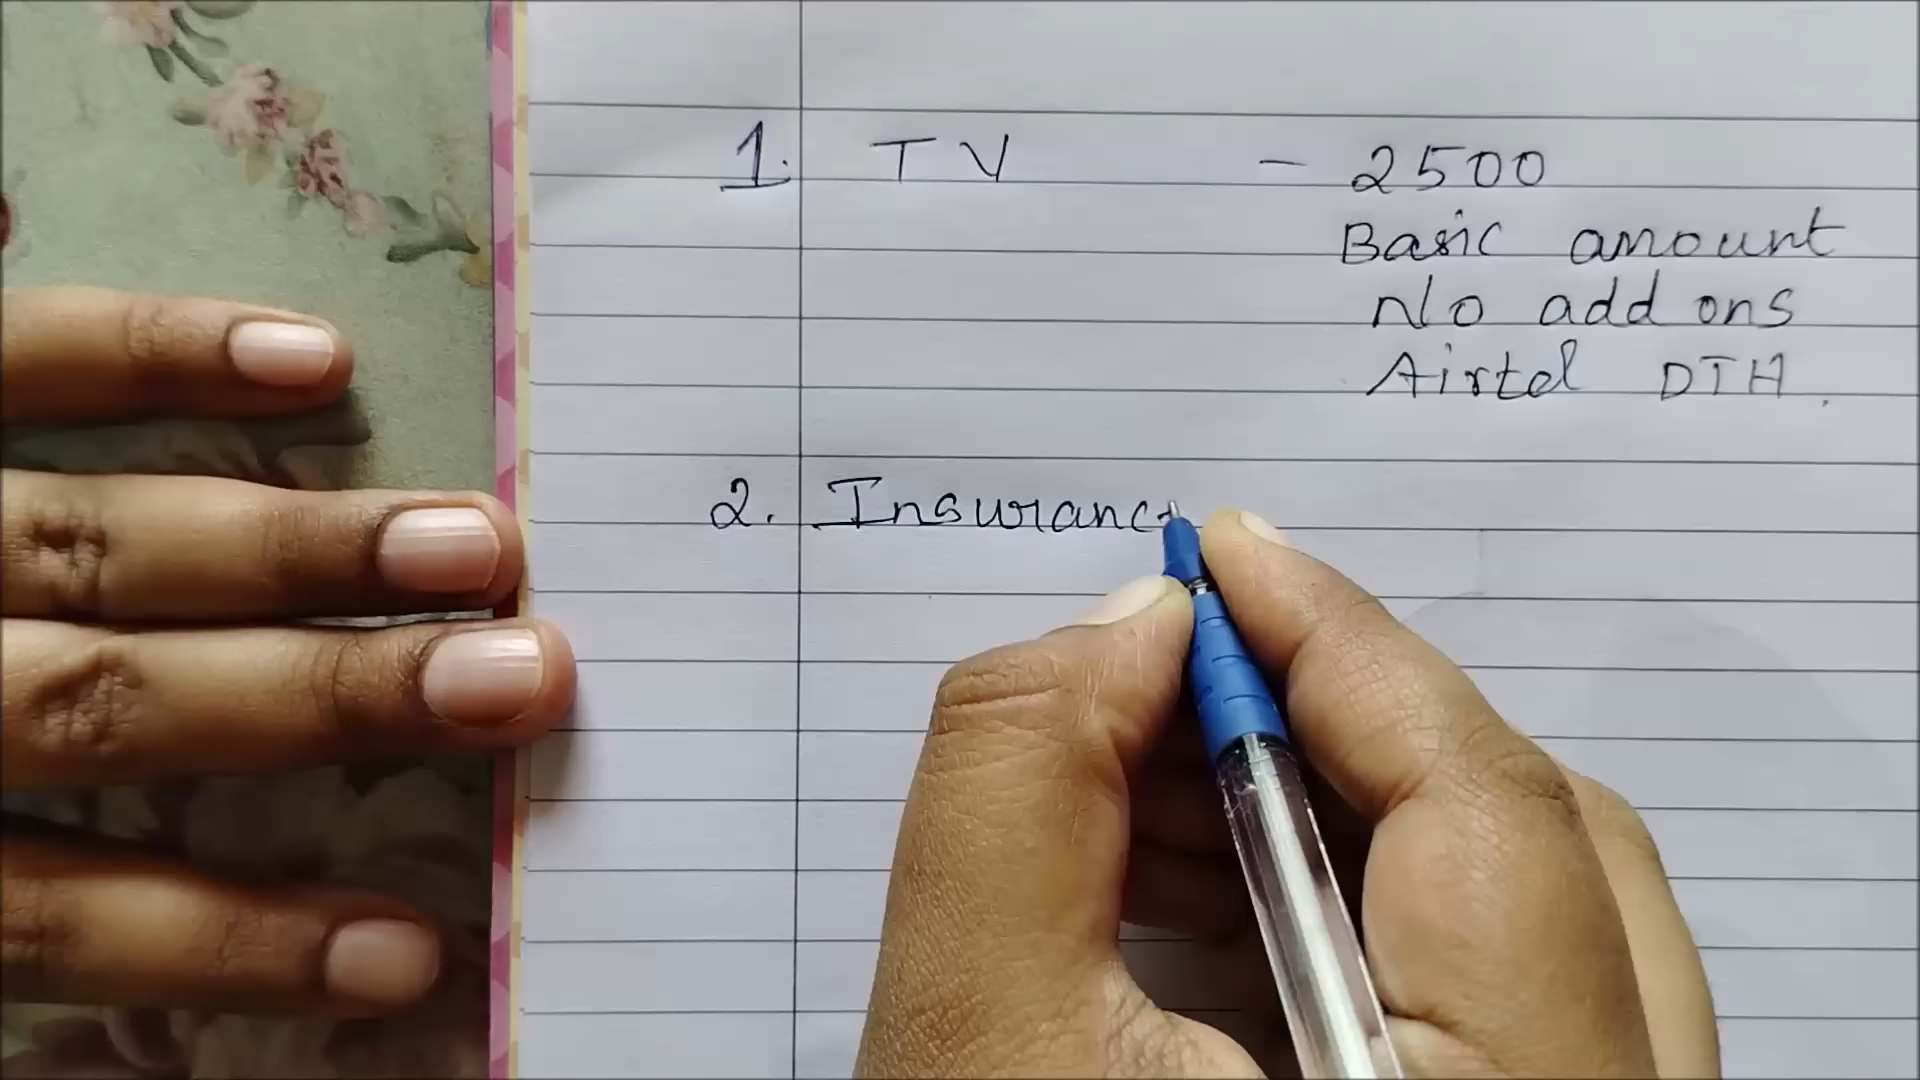 1. TV - 2500
Basic amount
No add ons
Airtel DTH.
2. Insuranc